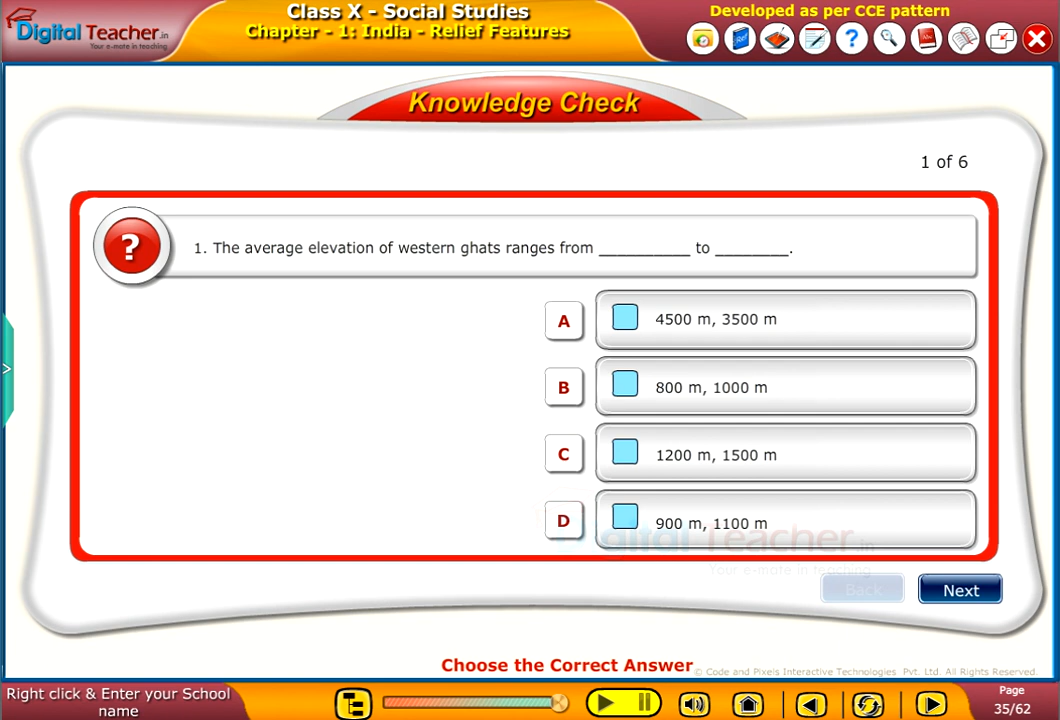 Digital Teacher.in
Your e-mate in teaching
Class X - Social Studies
Chapter - 1: India - Relief Features
Developed as per CCE pattern
Knowledge Check
1 of 6
?
1. The average elevation of western ghats ranges from __________ to ________.
A 4500 m, 3500 m
B 800 m, 1000 m
C 1200 m, 1500 m
D 900 m, 1100 m
Digital Teacher.in
Your e-mate in teaching
Back Next
Choose the Correct Answer
© Code and Pixels Interactive Technologies Pvt. Ltd. All Rights Reserved.
Right click & Enter your School
name
Page
35/62